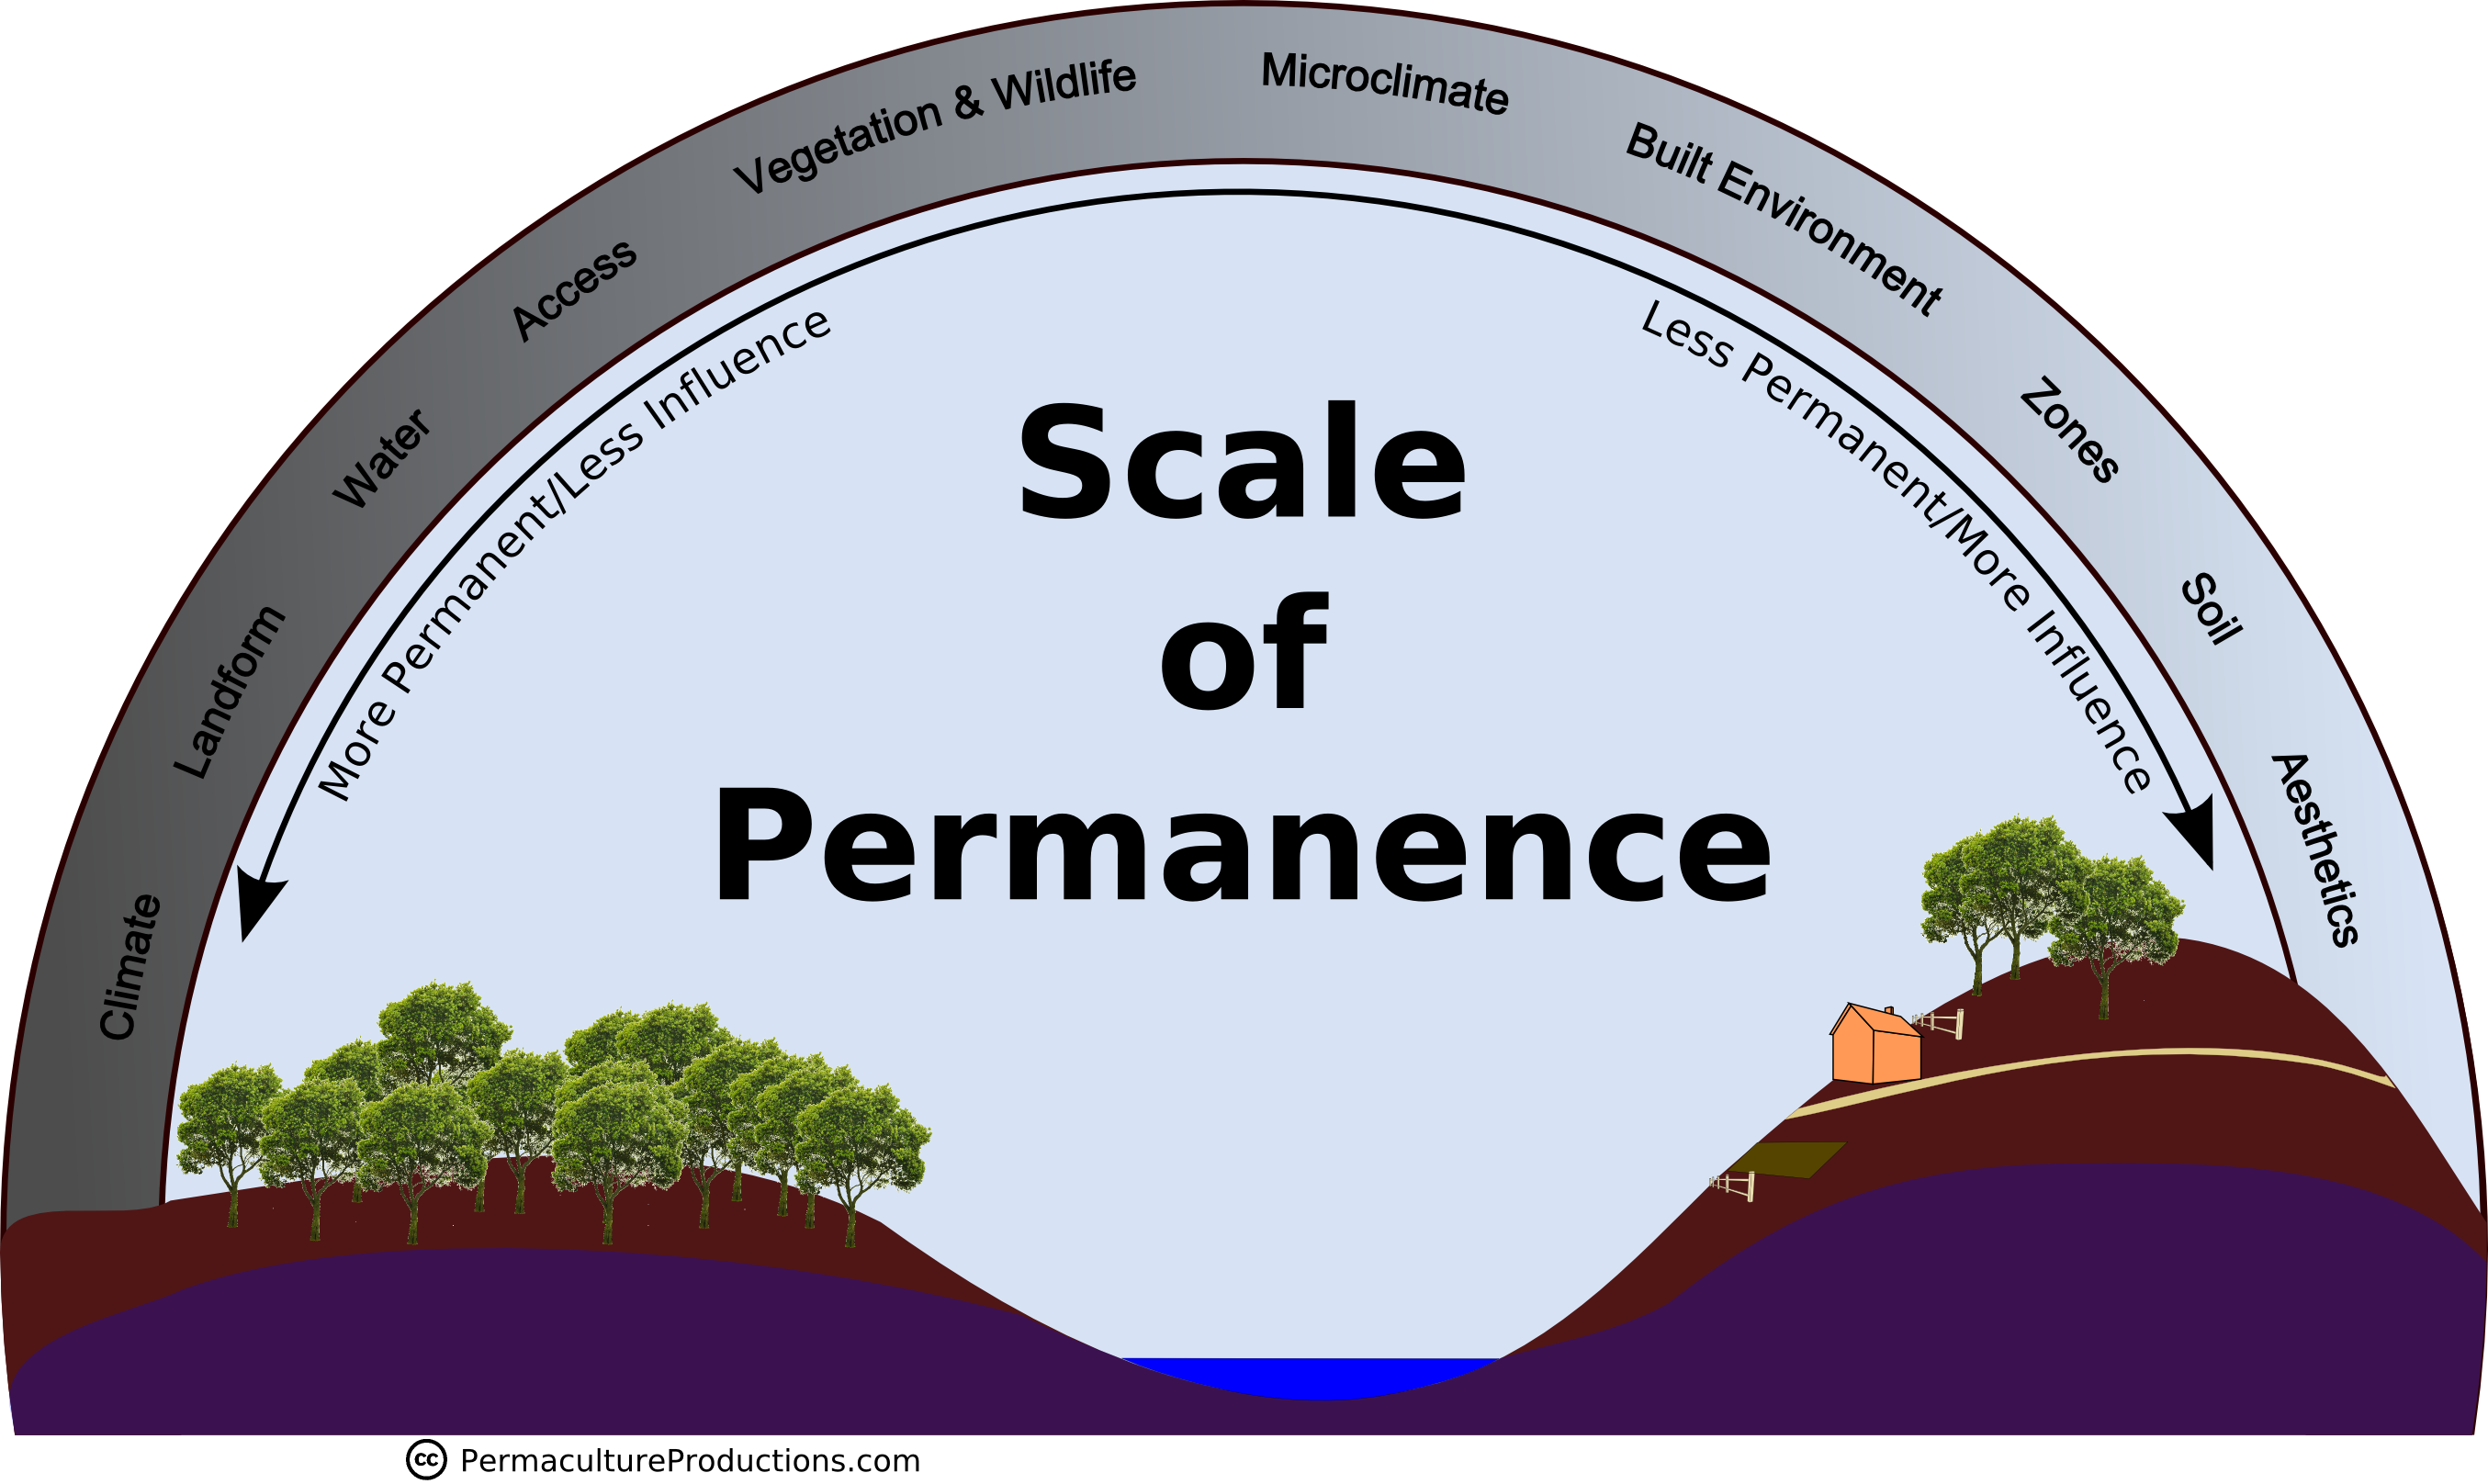 Climate
Landform
Water
Access
Vegetation & Wildlife
Microclimate
Built Environment
Zones
Soil
Aesthetics
More Permanent/Less Influence
Less Permanent/More Influence
Scale
of
Permanence
cc PermacultureProductions.com